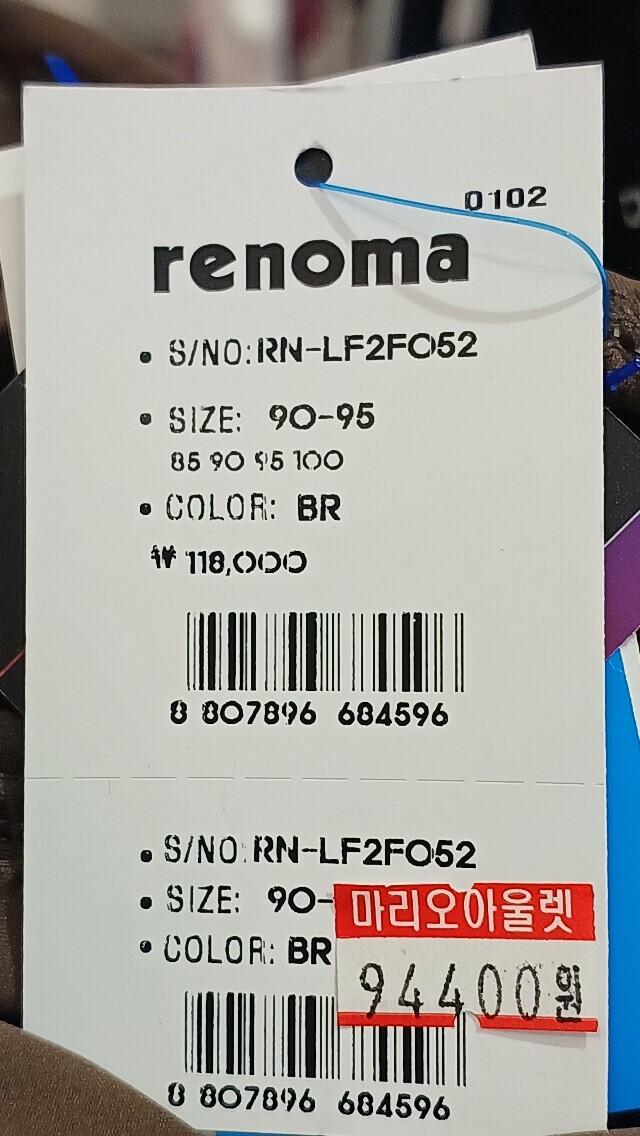 0102
renoma
• S/NO:RN-LF2FO52
• SIZE: 90-95
85 90 95 100
• COLOR: BR
₩ 118,000
8 807896 684596
• S/NO:RN-LF2FO52
• SIZE: 90-
마리오아울렛
• COLOR: BR
94400원
8 807896 684596